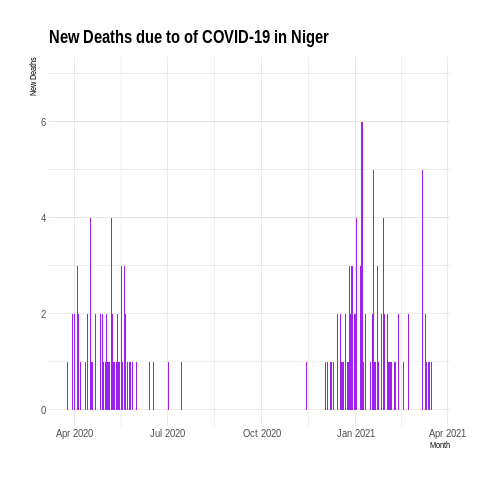 New Deaths due to of COVID-19 in Niger
New Deaths
6
4
2
0
Apr 2020 Jul 2020 Oct 2020 Jan 2021 Apr 2021
Month